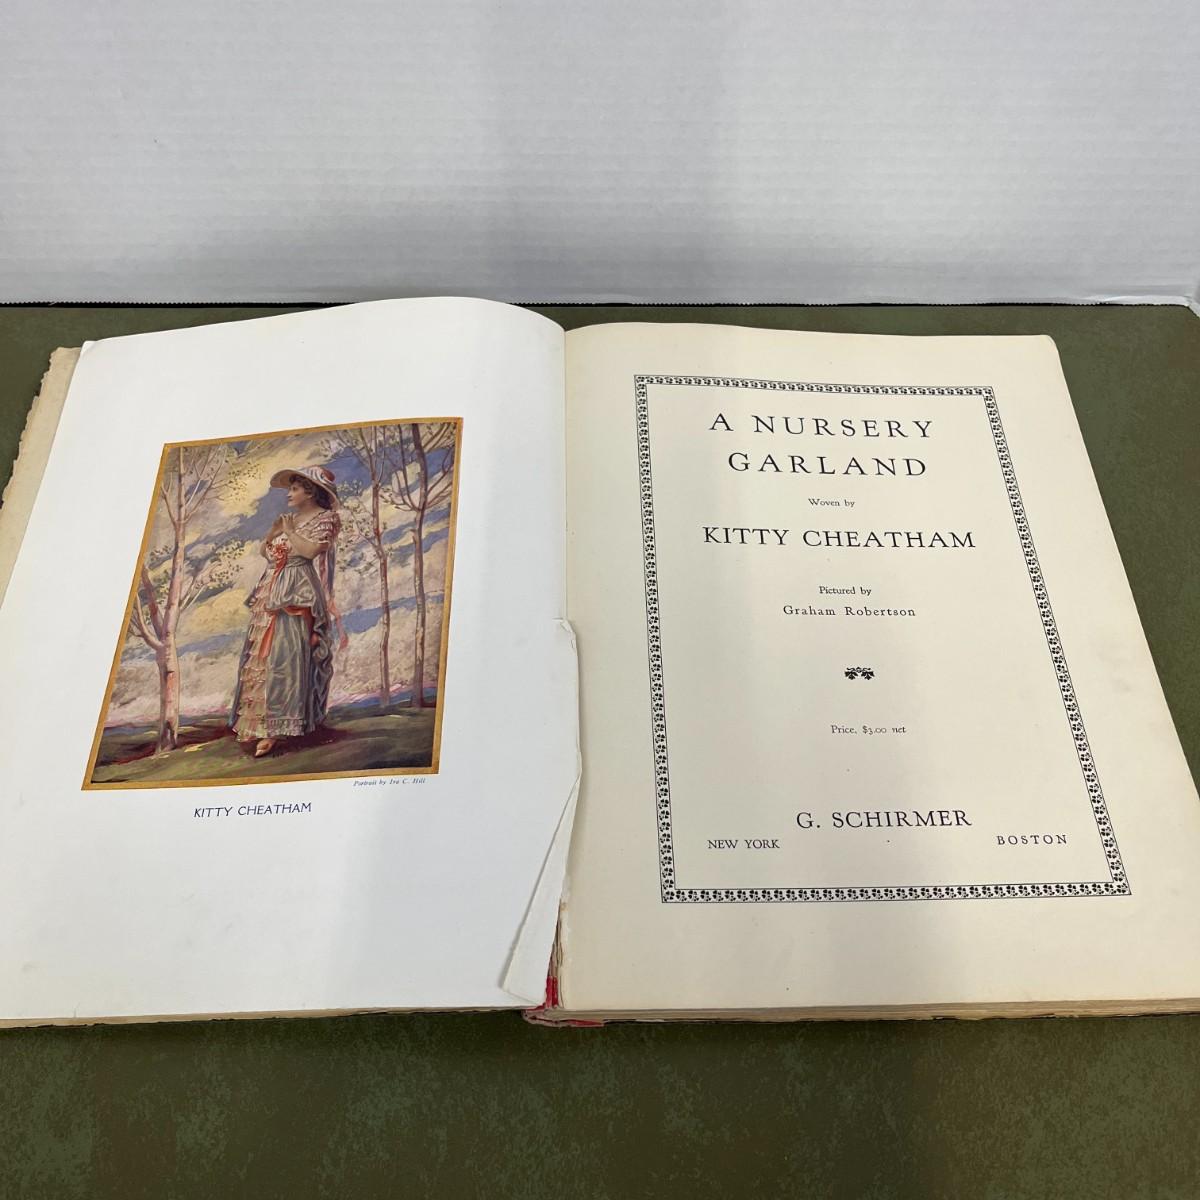 Portrait by Ira C. Hill
KITTY CHEATHAM
A NURSERY
GARLAND
Woven by
KITTY CHEATHAM
Pictured by
Graham Robertson
Price, $3.00 net
G. SCHIRMER
NEW YORK BOSTON